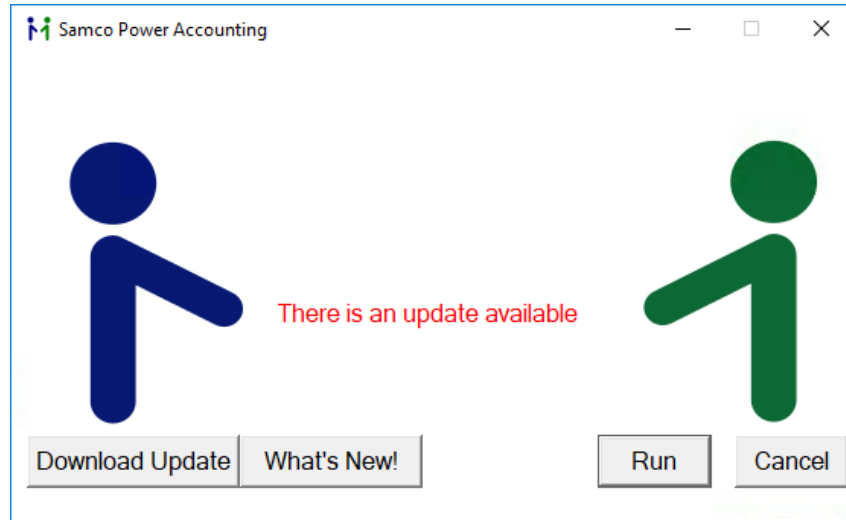 Samco Power Accounting
There is an update available
Download Update What's New! Run Cancel